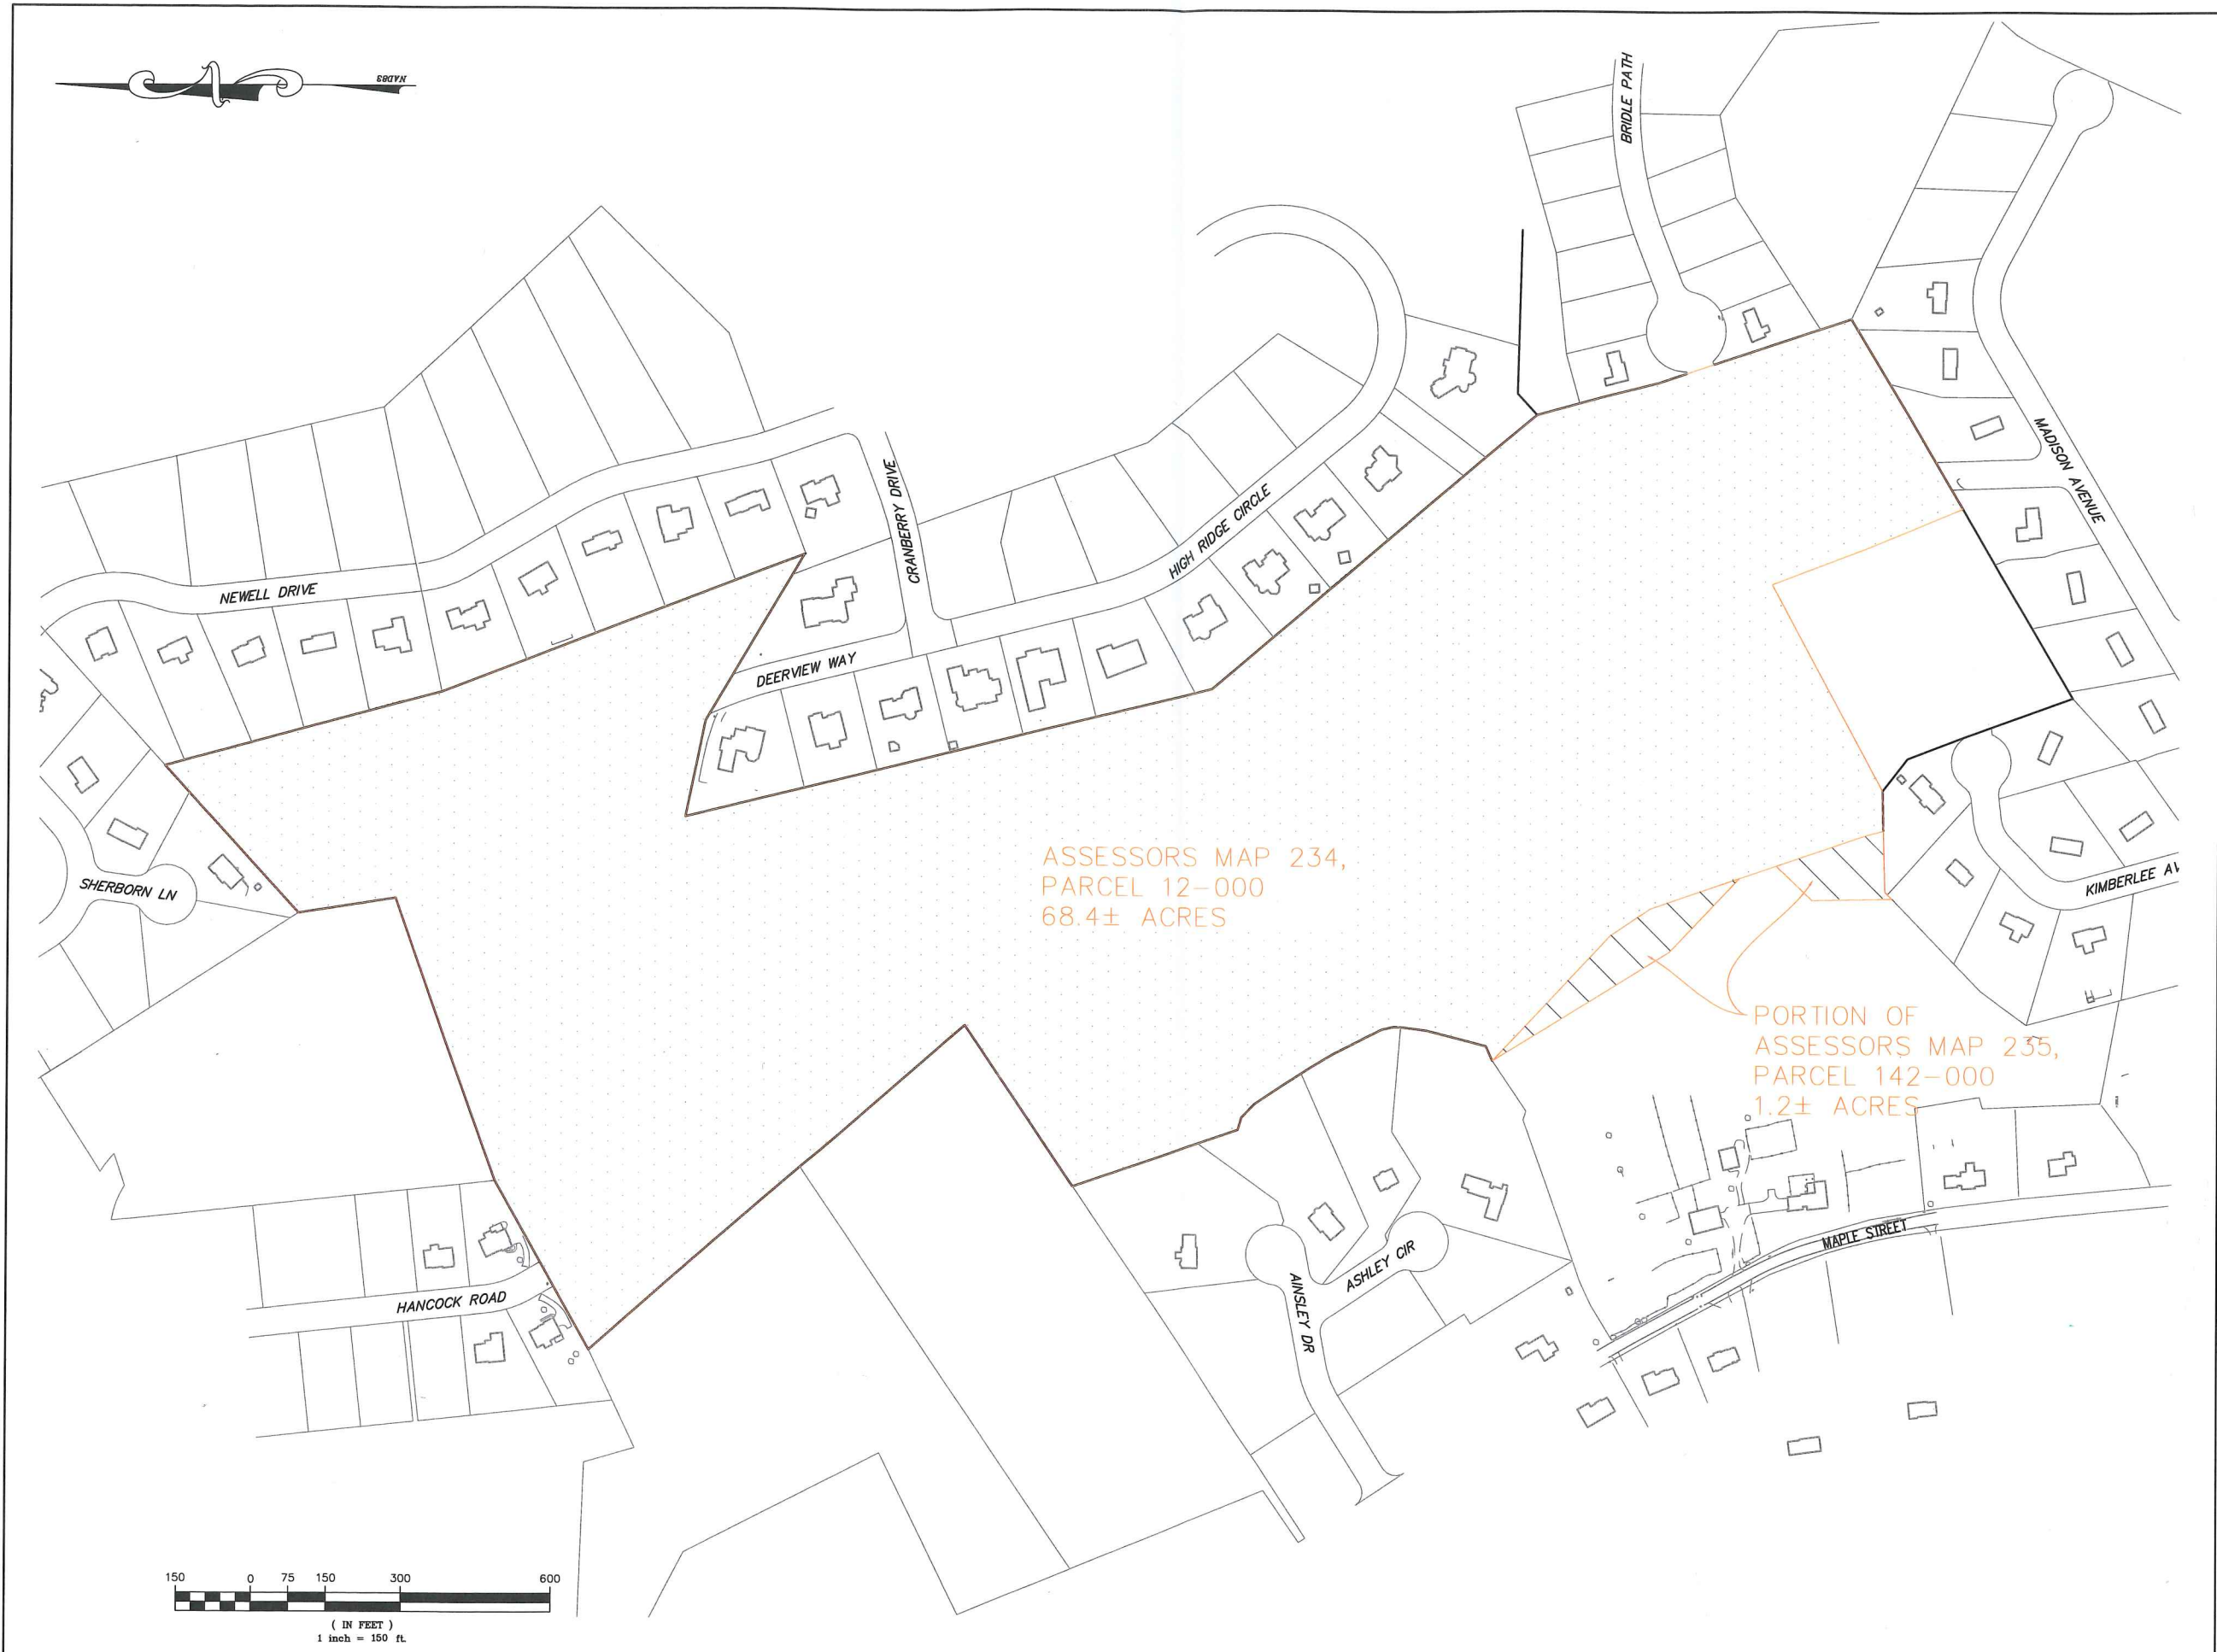 NAD83
BRIDLE PATH
CRANBERRY DRIVE
MADISON AVENUE
HIGH RIDGE CIRCLE
NEWELL DRIVE
DEERVIEW WAY
SHERBORN LN
KIMBERLEE AV
ASSESSORS MAP 234,
PARCEL 12-000
68.4± ACRES
PORTION OF
ASSESSORS MAP 235,
PARCEL 142-000
1.2± ACRES
MAPLE STREET
ASHLEY CIR
AINSLEY DR
HANCOCK ROAD
150 0 75 150 300 600
( IN FEET )
1 inch = 150 ft.